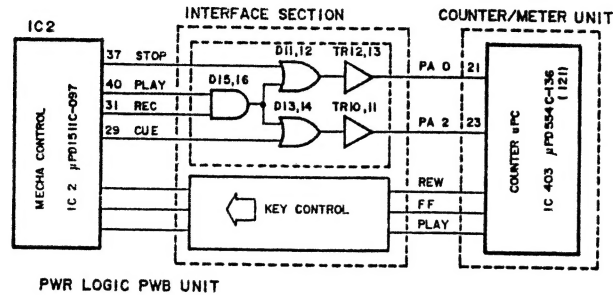 INTERFACE SECTION
COUNTER/METER UNIT
IC2
MECHA CONTROL
IC 2 μPD1511C-097
37 STOP
40 PLAY
31 REC
29 CUE
D15,16
D11,12
TR12,13
D13,14
TR10,11
PA 0 21
PA 2 23
COUNTER μPC
IC 403 μPD554C-136
(121)
KEY CONTROL
REW
FF
PLAY
PWR LOGIC PWB UNIT